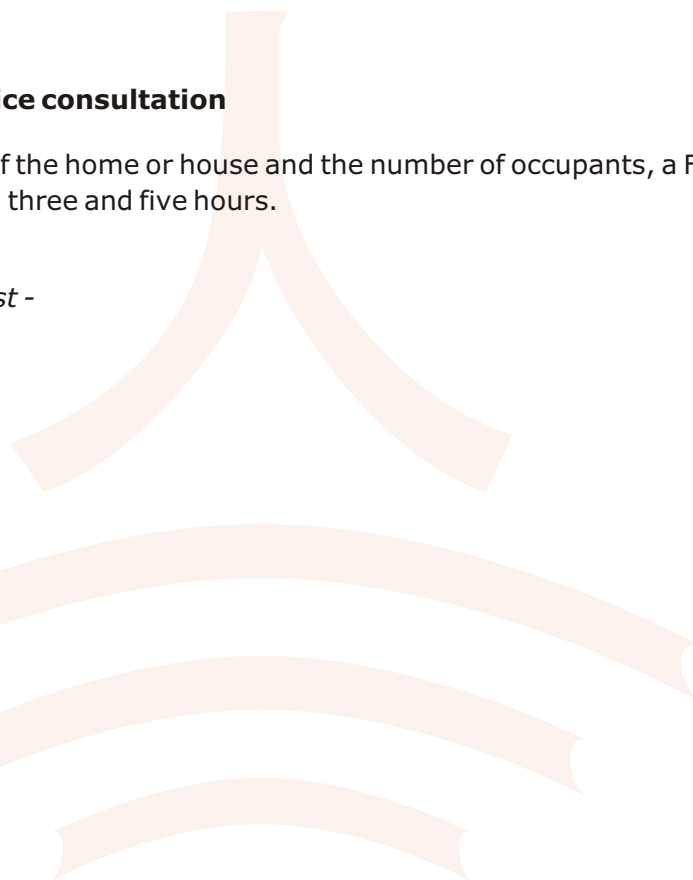 ice consultation
f the home or house and the number of occupants, a F
three and five hours.
st -